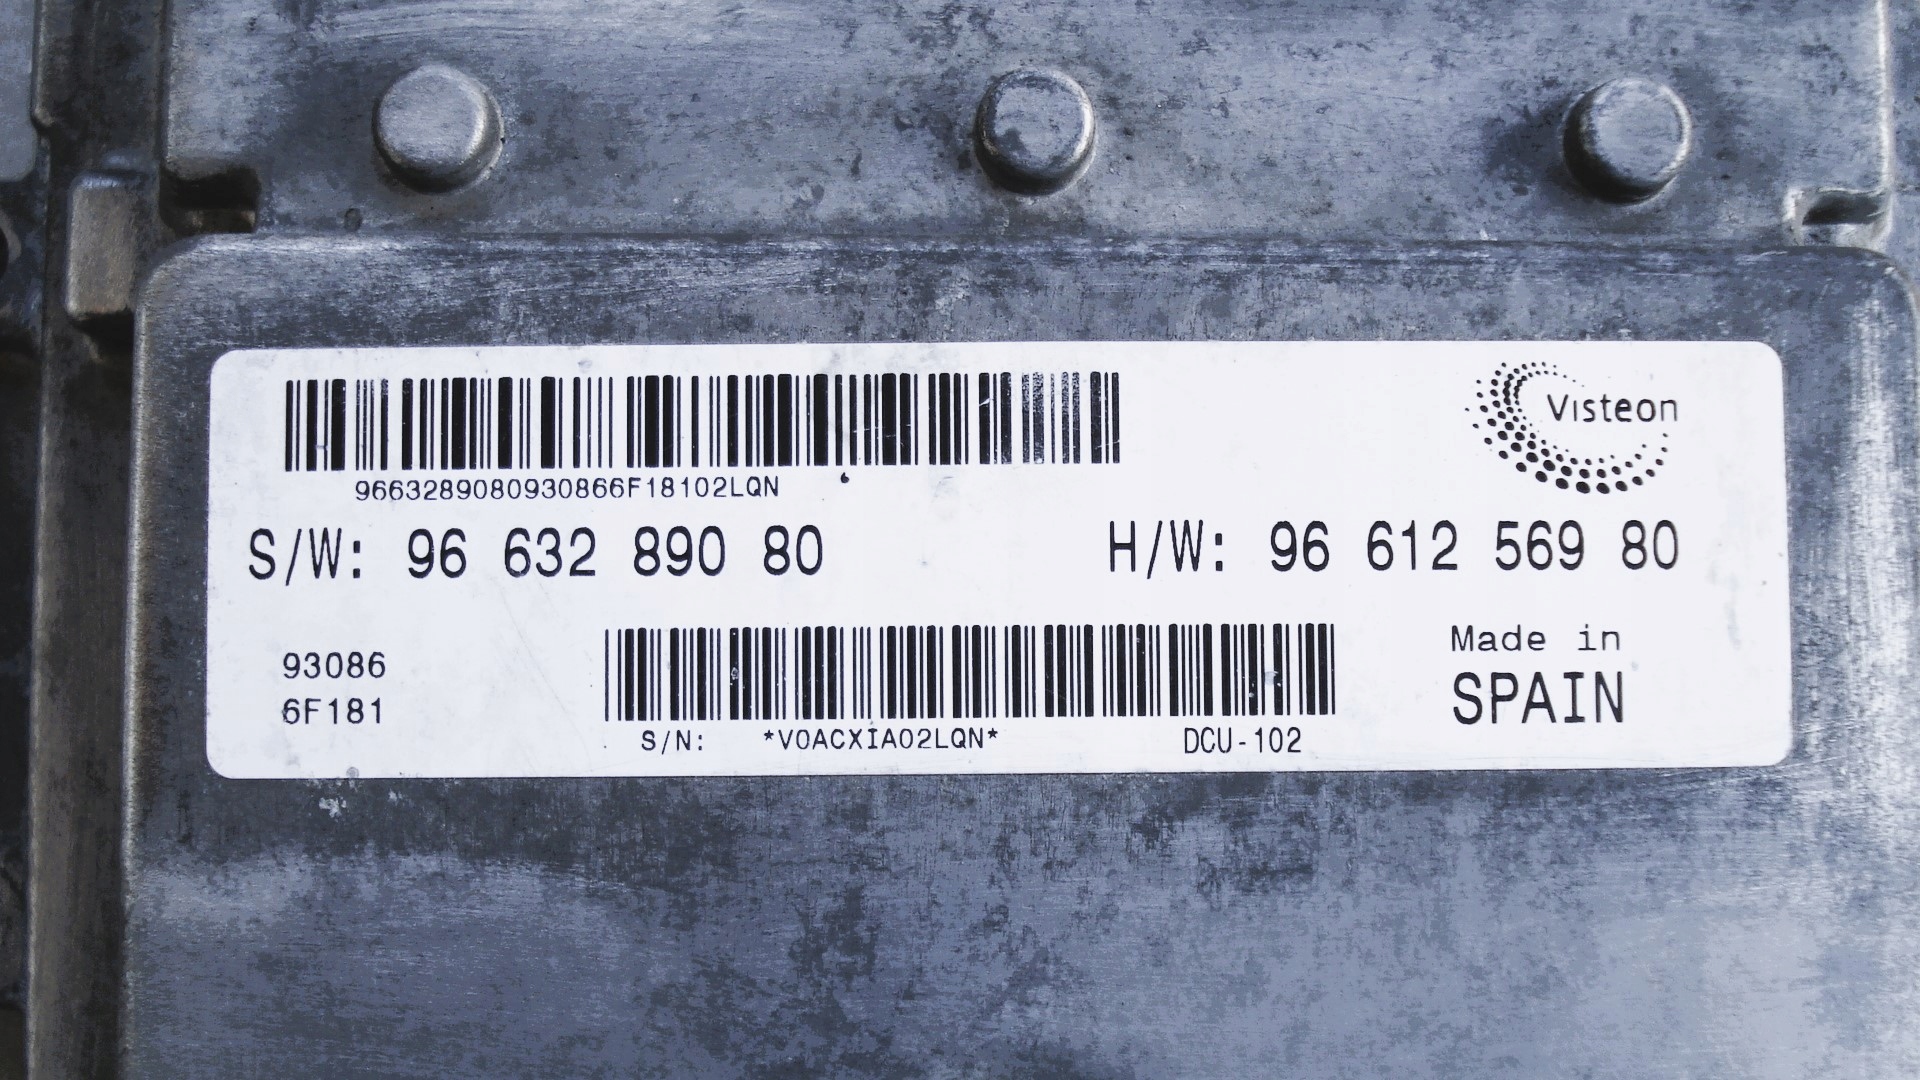 Visteon
9663289080930866F18102LQN
S/W: 96 632 890 80 H/W: 96 612 569 80
93086
6F181
Made in
SPAIN
S/N: *V0ACXIA02LQN* DCU-102